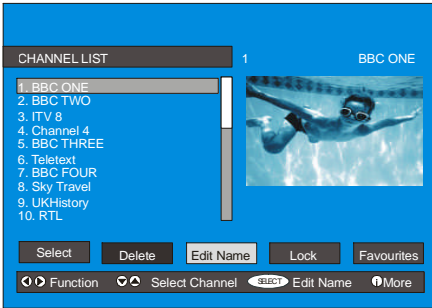 CHANNEL LIST
1 BBC ONE
1. BBC ONE
2. BBC TWO
3. ITV 8
4. Channel 4
5. BBC THREE
6. Teletext
7. BBC FOUR
8. Sky Travel
9. UKHistory
10. RTL
Select Delete Edit Name Lock Favourites
Function Select Channel SELECT Edit Name i More